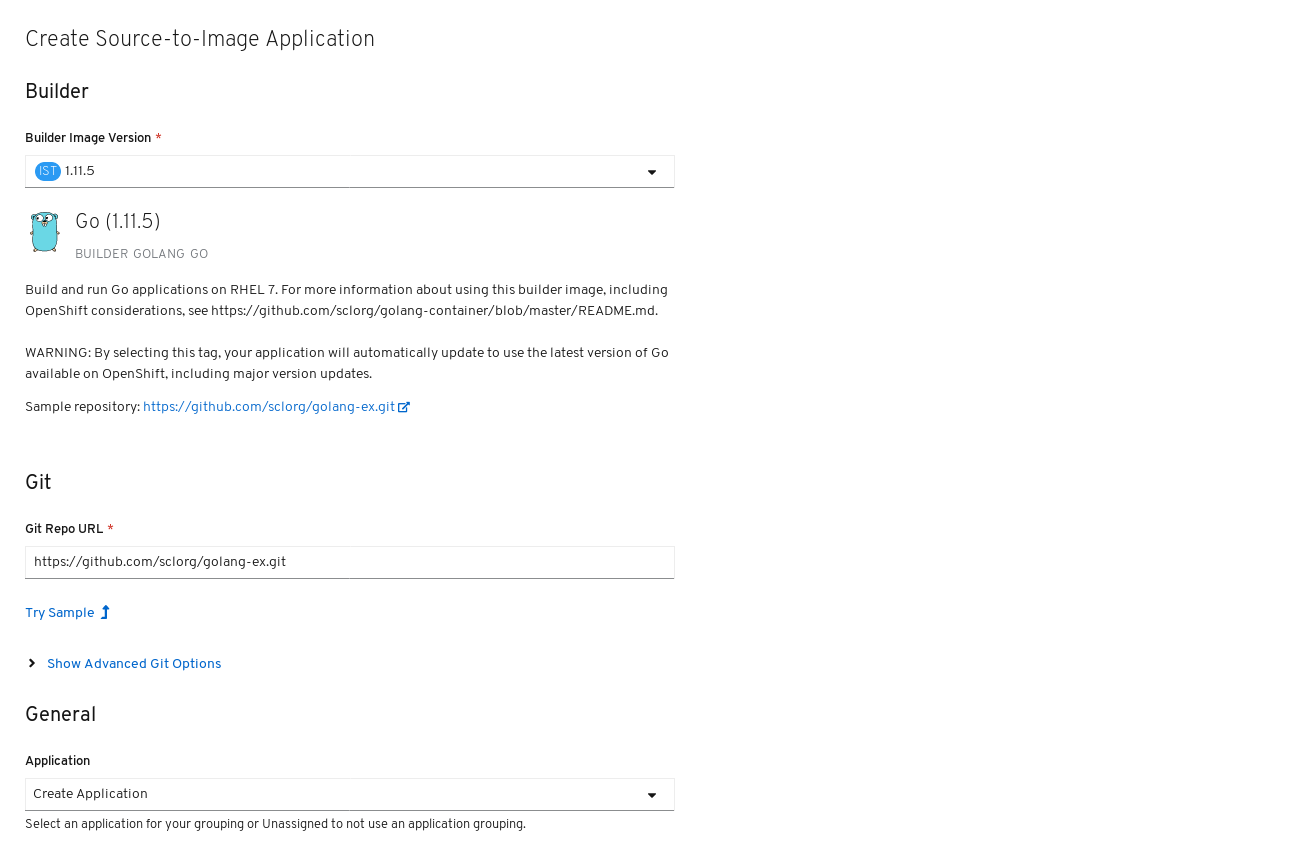 Create Source-to-Image Application
Builder
Builder Image Version *
IST 1.11.5
Go (1.11.5)
BUILDER GOLANG GO
Build and run Go applications on RHEL 7. For more information about using this builder image, including
OpenShift considerations, see https://github.com/sclorg/golang-container/blob/master/README.md.
WARNING: By selecting this tag, your application will automatically update to use the latest version of Go
available on OpenShift, including major version updates.
Sample repository: https://github.com/sclorg/golang-ex.git
Git
Git Repo URL *
https://github.com/sclorg/golang-ex.git
Try Sample
Show Advanced Git Options
General
Application
Create Application
Select an application for your grouping or Unassigned to not use an application grouping.